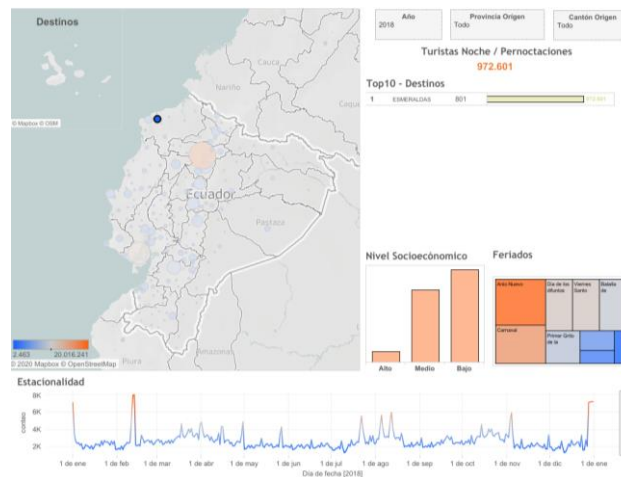 Destinos
Año
2018
Provincia Origen
Todo
Cantón Origen
Todo
Turistas Noche / Pernoctaciones
972.601
Top10 - Destinos
1 ESMERALDAS 801
Cauca
Nariño
© Mapbox © OSM
Ecuador
Pastaza
Piura
Amazonas
2.463 20.016.241
© 2020 Mapbox © OpenStreetMap
Nivel Socioecónomico
Alto Medio Bajo
Feriados
Año Nuevo
Día de los difuntos
Viernes Santo
Batalla de
Carnaval
Primer Grito de la
Estacionalidad
8K
6K
4K
2K
conteo
1 de ene 1 de feb 1 de mar 1 de abr 1 de may 1 de jun 1 de jul 1 de ago 1 de sep 1 de oct 1 de nov 1 de dic 1 de ene
Día de fecha [2018]